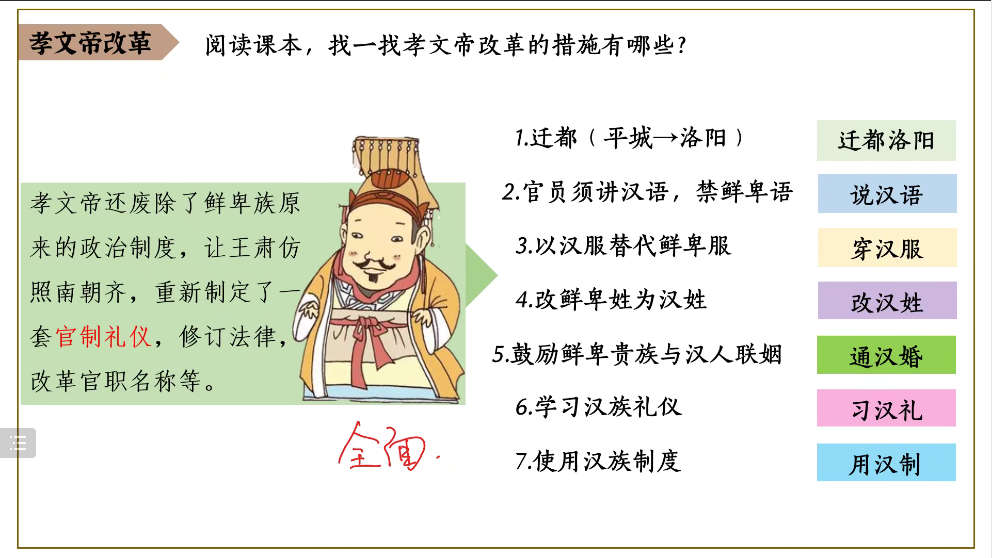 孝文帝改革
阅读课本，找一找孝文帝改革的措施有哪些？
孝文帝还废除了鲜卑族原
来的政治制度，让王肃仿
照南朝齐，重新制定了一
套官制礼仪，修订法律，
改革官职名称等。
1.迁都（平城→洛阳）
迁都洛阳
2.官员须讲汉语，禁鲜卑语
说汉语
3.以汉服替代鲜卑服
穿汉服
4.改鲜卑姓为汉姓
改汉姓
5.鼓励鲜卑贵族与汉人联姻
通汉婚
6.学习汉族礼仪
习汉礼
7.使用汉族制度
用汉制
全面.